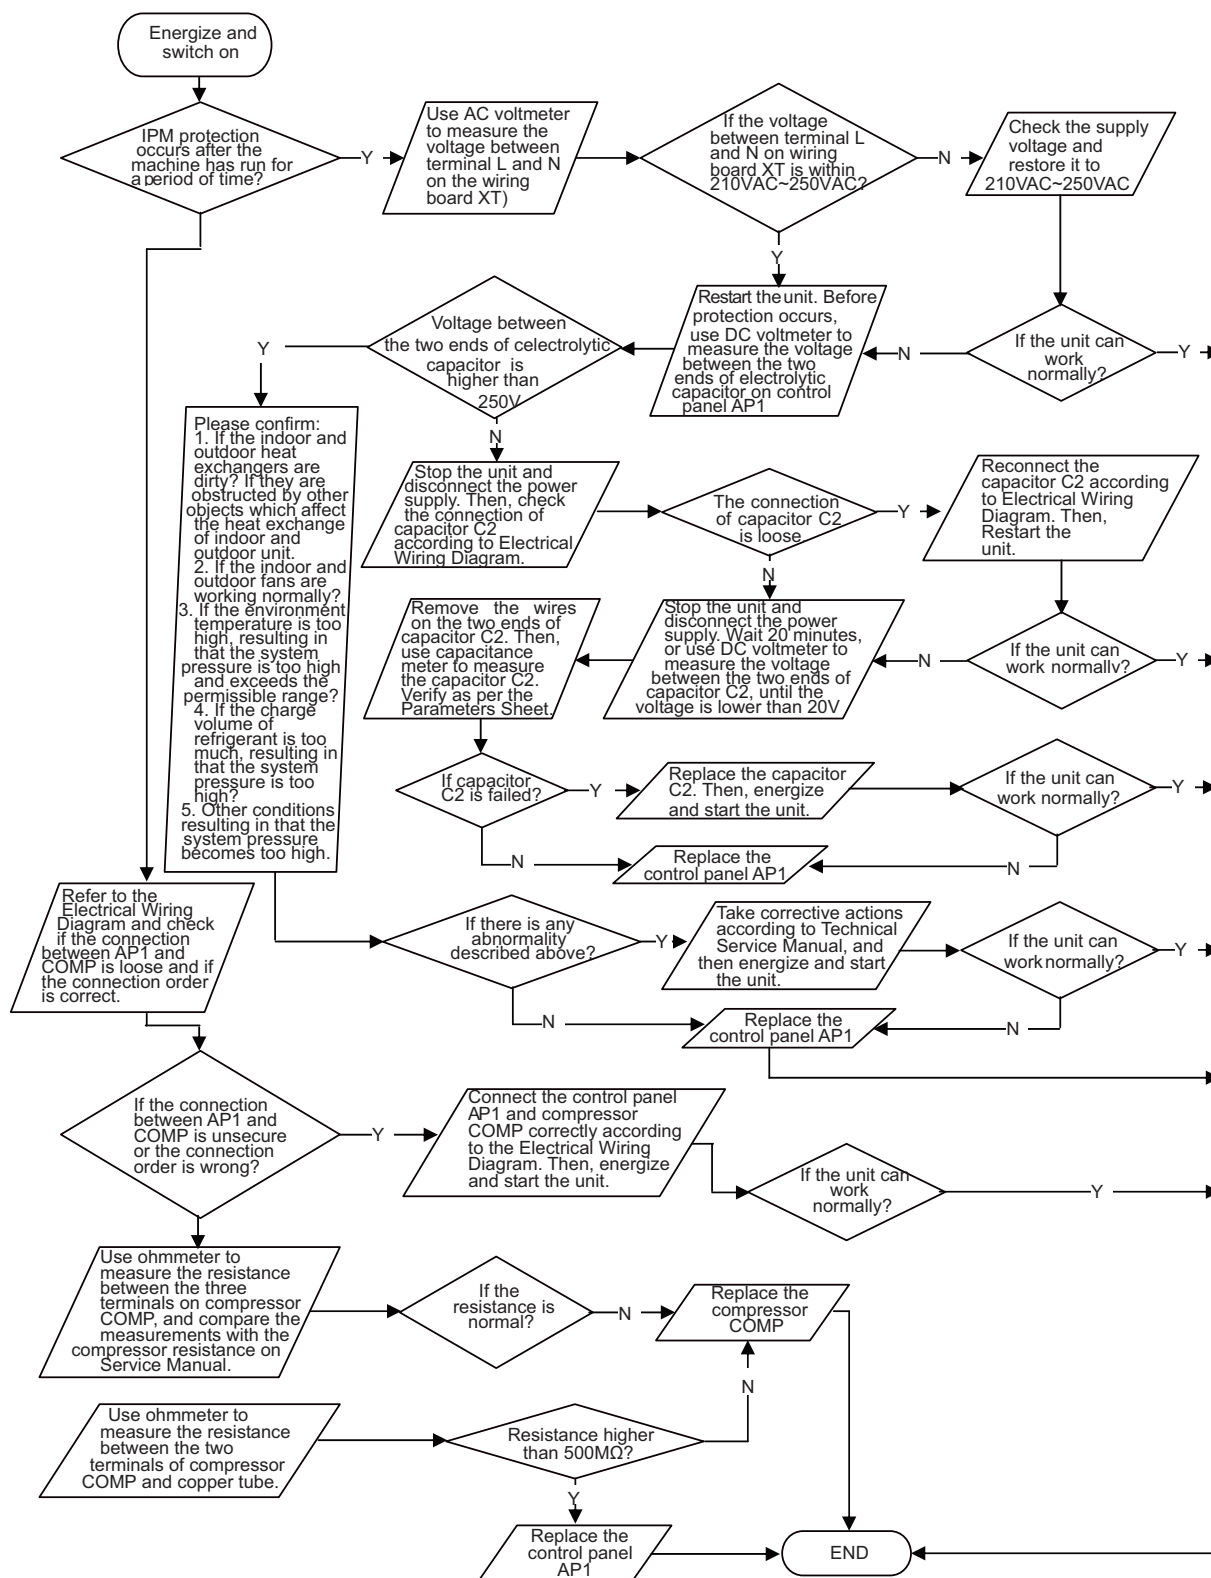 Energize and
switch on
IPM protection
occurs after the
machine has run for
a period of time?
Y
Use AC voltmeter
to measure the
voltage between
terminal L and N
on the wiring
board XT)
If the voltage
between terminal L
and N on wiring
board XT is within
210VAC~250VAC?
N
Check the supply
voltage and
restore it to
210VAC~250VAC
Y
Restart the unit. Before
protection occurs,
use DC voltmeter to
measure the voltage
between the two
ends of electrolytic
capacitor on control
panel AP1
N
If the unit can
work
normally?
Y
Voltage between
the two ends of celectrolytic
capacitor is
higher than
250V
Y
N
Please confirm:
1. If the indoor and
outdoor heat
exchangers are
dirty? If they are
obstructed by other
objects which affect
the heat exchange
of indoor and
outdoor unit.
2. If the indoor and
outdoor fans are
working normally?
3. If the environment
temperature is too
high, resulting in
that the system
pressure is too high
and exceeds the
permissible range?
4. If the charge
volume of
refrigerant is too
much, resulting in
that the system
pressure is too
high?
5. Other conditions
resulting in that the
system pressure
becomes too high.
Stop the unit and
disconnect the power
supply. Then, check
the connection of
capacitor C2
according to Electrical
Wiring Diagram.
The connection
of capacitor C2
is loose
Y
Reconnect the
capacitor C2 according
to Electrical Wiring
Diagram. Then,
Restart the
unit.
N
Remove the wires
on the two ends of
capacitor C2. Then,
use capacitance
meter to measure
the capacitor C2.
Verify as per the
Parameters Sheet.
Stop the unit and
disconnect the power
supply. Wait 20 minutes,
or use DC voltmeter to
measure the voltage
between the two ends of
capacitor C2, until the
voltage is lower than 20V
N
If the unit can
work normally?
Y
If capacitor
C2 is failed?
Y
Replace the capacitor
C2. Then, energize
and start the unit.
If the unit can
work normally?
Y
N
Replace the
control panel AP1
N
Refer to the
Electrical Wiring
Diagram and check
if the connection
between AP1 and
COMP is loose and if
the connection order
is correct.
If there is any
abnormality
described above?
Y
Take corrective actions
according to Technical
Service Manual, and
then energize and start
the unit.
If the unit can
work normally?
Y
N
Replace the
control panel AP1
N
If the connection
between AP1 and
COMP is unsecure
or the connection
order is wrong?
Y
Connect the control panel
AP1 and compressor
COMP correctly according
to the Electrical Wiring
Diagram. Then, energize
and start the unit.
If the unit can
work
normally?
Y
Use ohmmeter to
measure the resistance
between the three
terminals on compressor
COMP, and compare the
measurements with the
compressor resistance on
Service Manual.
If the
resistance is
normal?
N
Replace the
compressor
COMP
N
Use ohmmeter to
measure the resistance
between the two
terminals of compressor
COMP and copper tube.
Resistance higher
than 500MΩ?
Y
Replace the
control panel
AP1
END